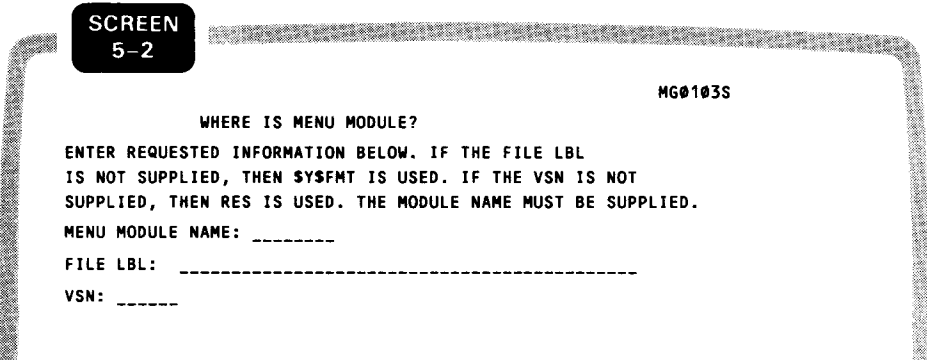 SCREEN
5-2
MG0103S
WHERE IS MENU MODULE?
ENTER REQUESTED INFORMATION BELOW. IF THE FILE LBL
IS NOT SUPPLIED, THEN $Y$FMT IS USED. IF THE VSN IS NOT
SUPPLIED, THEN RES IS USED. THE MODULE NAME MUST BE SUPPLIED.
MENU MODULE NAME: ________
FILE LBL: ____________________________________________
VSN: ______